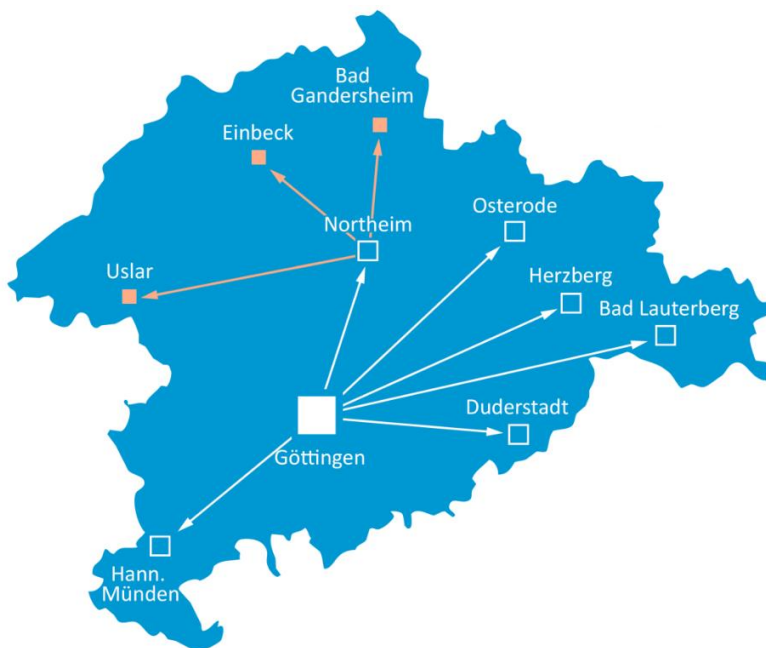 Bad
Gandersheim
Einbeck
Northeim
Osterode
Uslar
Herzberg
Bad Lauterberg
Duderstadt
Göttingen
Hann.
Münden